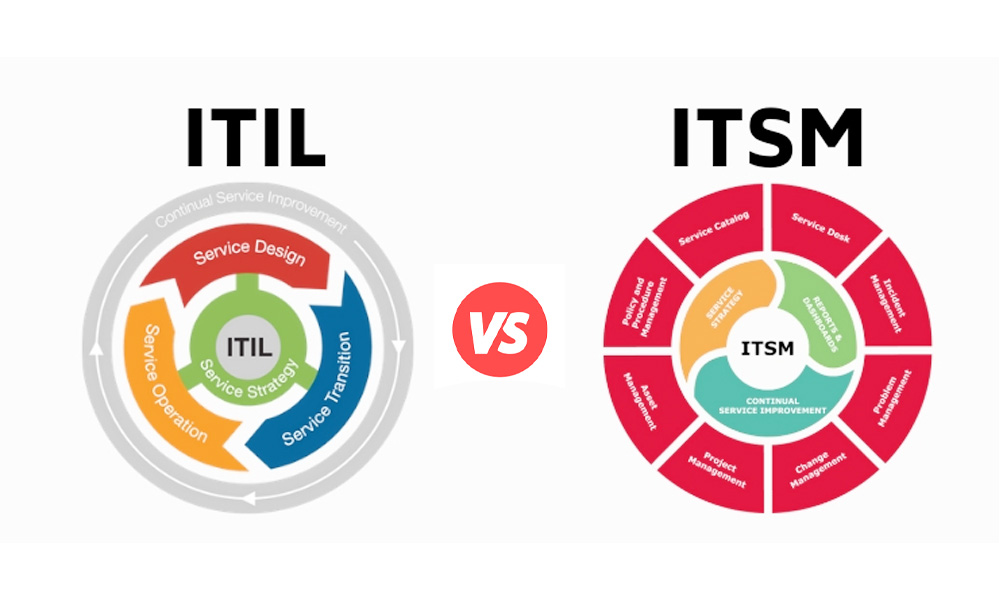 ITIL
Continual Service Improvement
Service Design
Service Operation
ITIL
Service Strategy
Service Transition
VS
ITSM
Service Catalog
Service Desk
Policy and
Procedure
Management
Incident
Management
SERVICE
STRATEGY
REPORTS &
DASHBOARDS
ITSM
CONTINUAL
SERVICE IMPROVEMENT
Asset
Management
Problem
Management
Project
Management
Change
Management